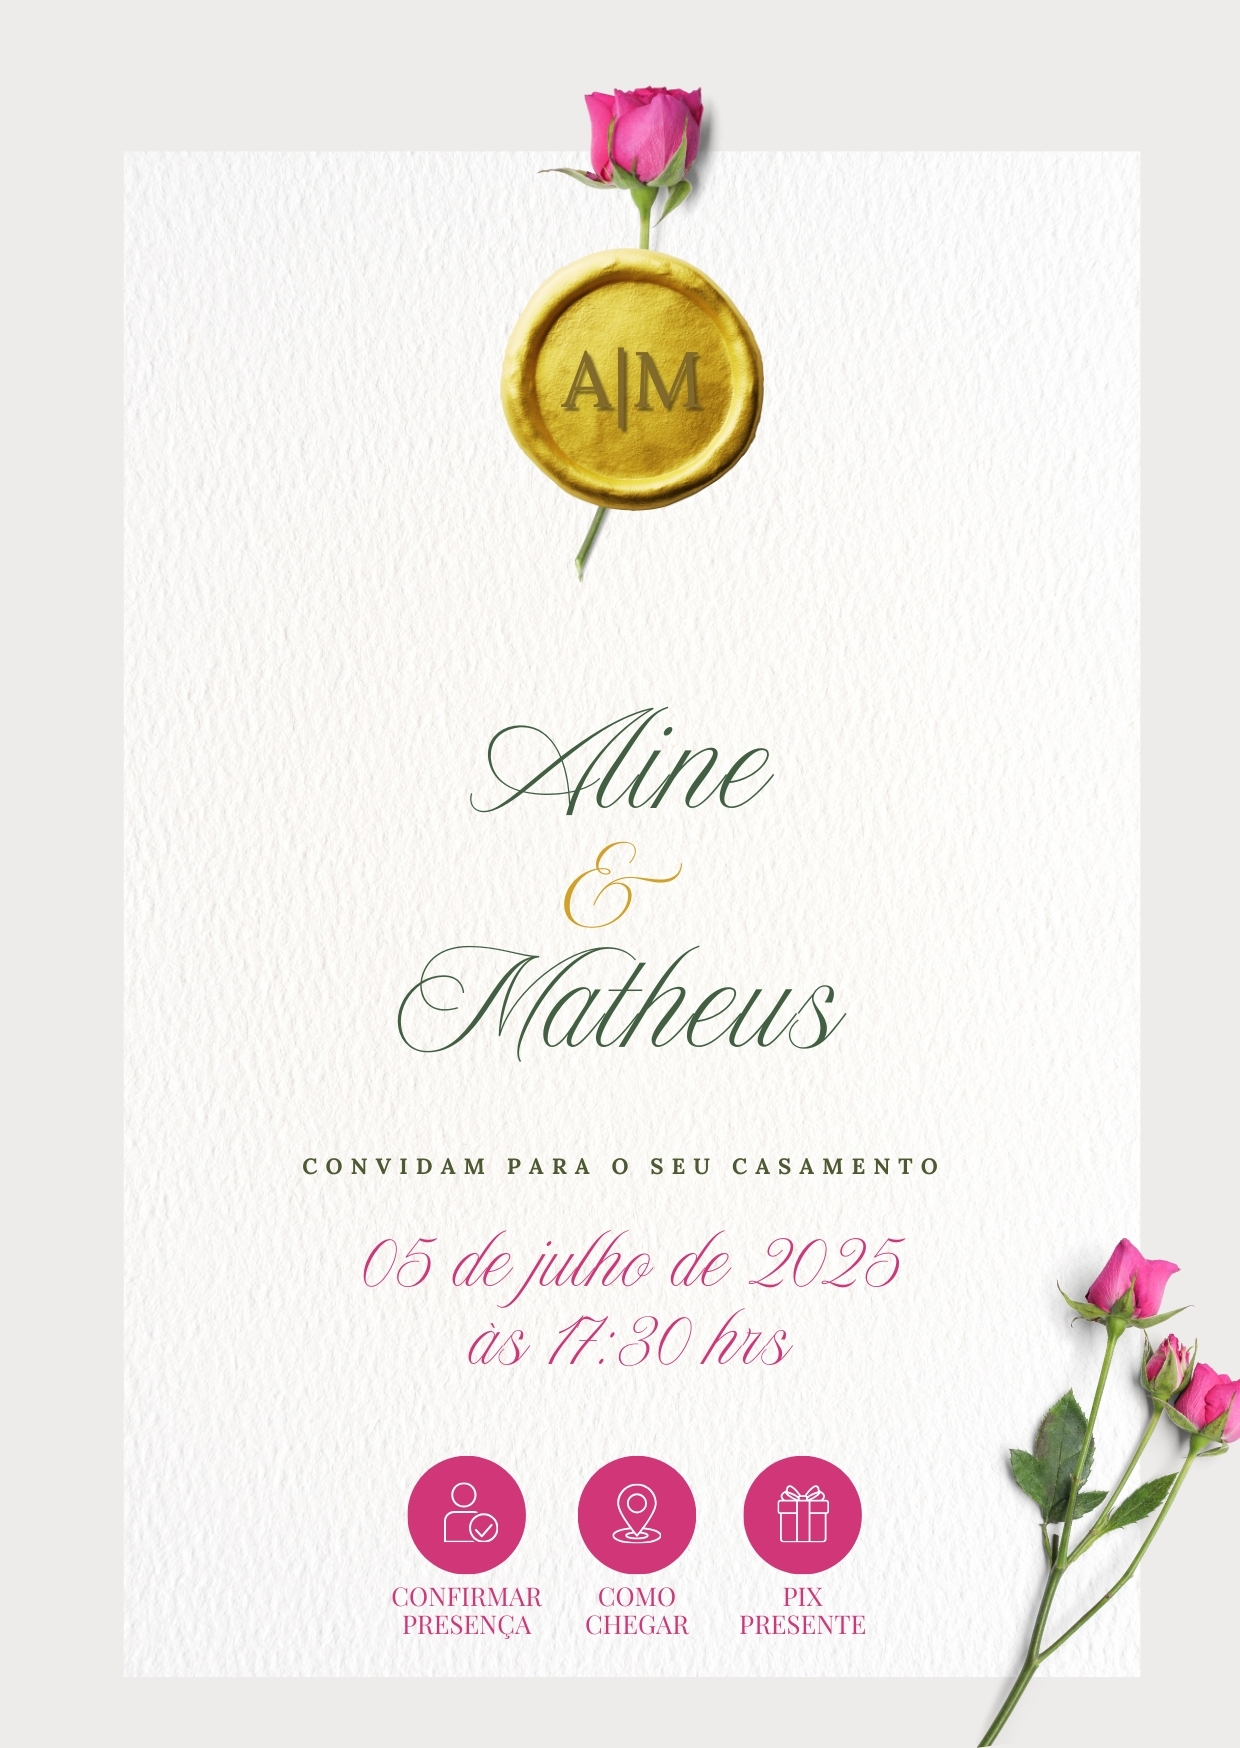 A|M
Aline
&
Matheus
CONVIDAM PARA O SEU CASAMENTO
05 de julho de 2025
às 17:30 hrs
CONFIRMAR PRESENÇA
COMO CHEGAR
PIX PRESENTE